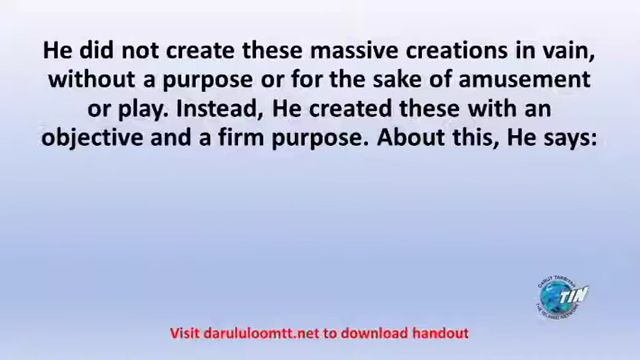 He did not create these massive creations in vain,
without a purpose or for the sake of amusement
or play. Instead, He created these with an
objective and a firm purpose. About this, He says:
TIN
Visit darululoomtt.net to download handout